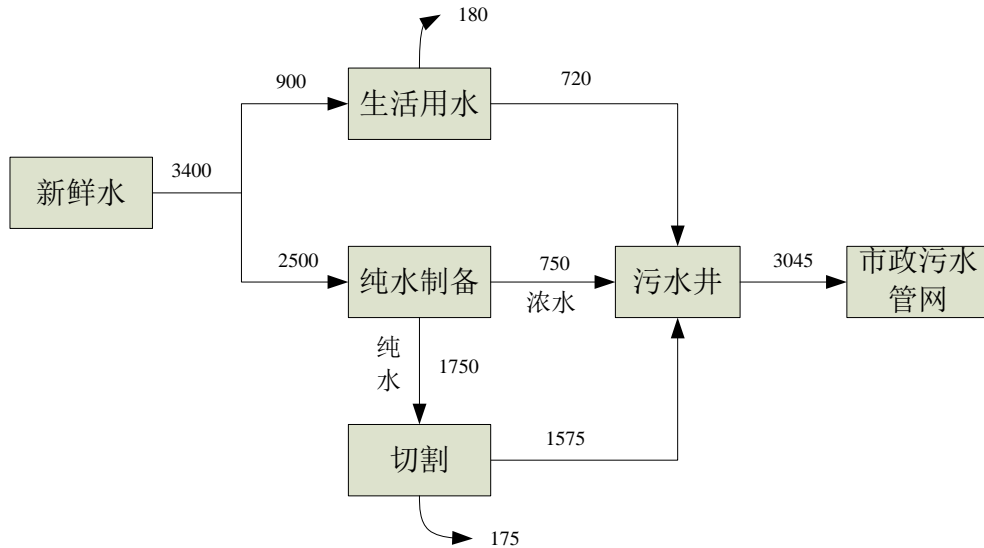 180
900
生活用水
720
3400
新鲜水
2500
纯水制备
750
浓水
污水井
3045
市政污水
管网
纯
水
1750
切割
1575
175